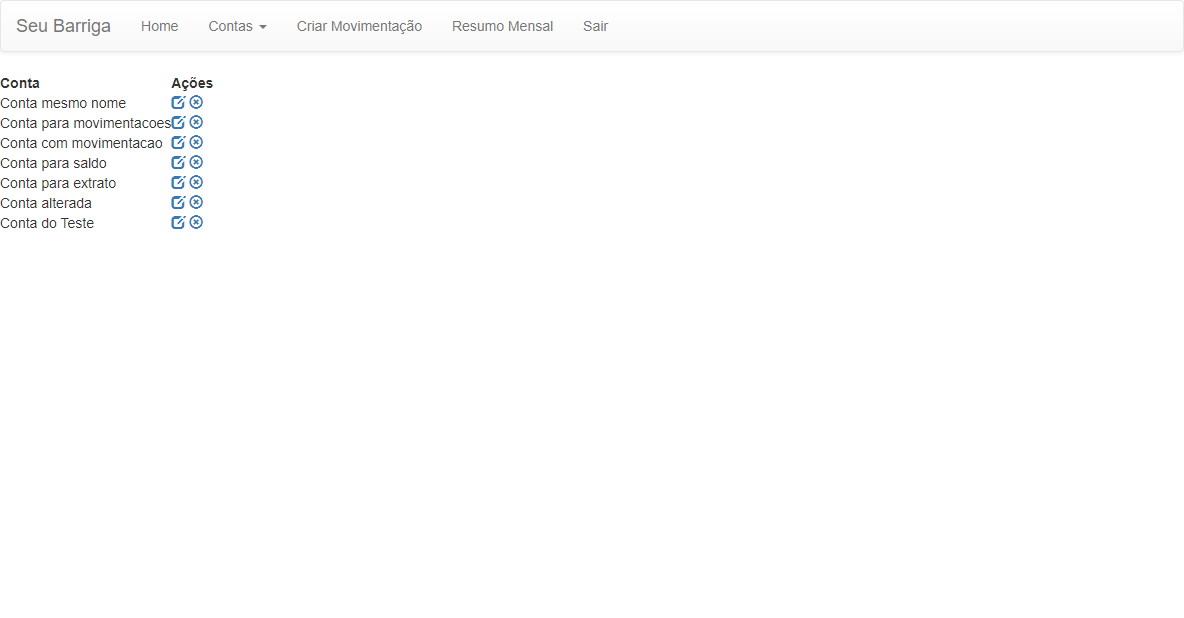 Seu Barriga Home Contas Criar Movimentação Resumo Mensal Sair
Conta Ações
Conta mesmo nome
Conta para movimentacoes
Conta com movimentacao
Conta para saldo
Conta para extrato
Conta alterada
Conta do Teste